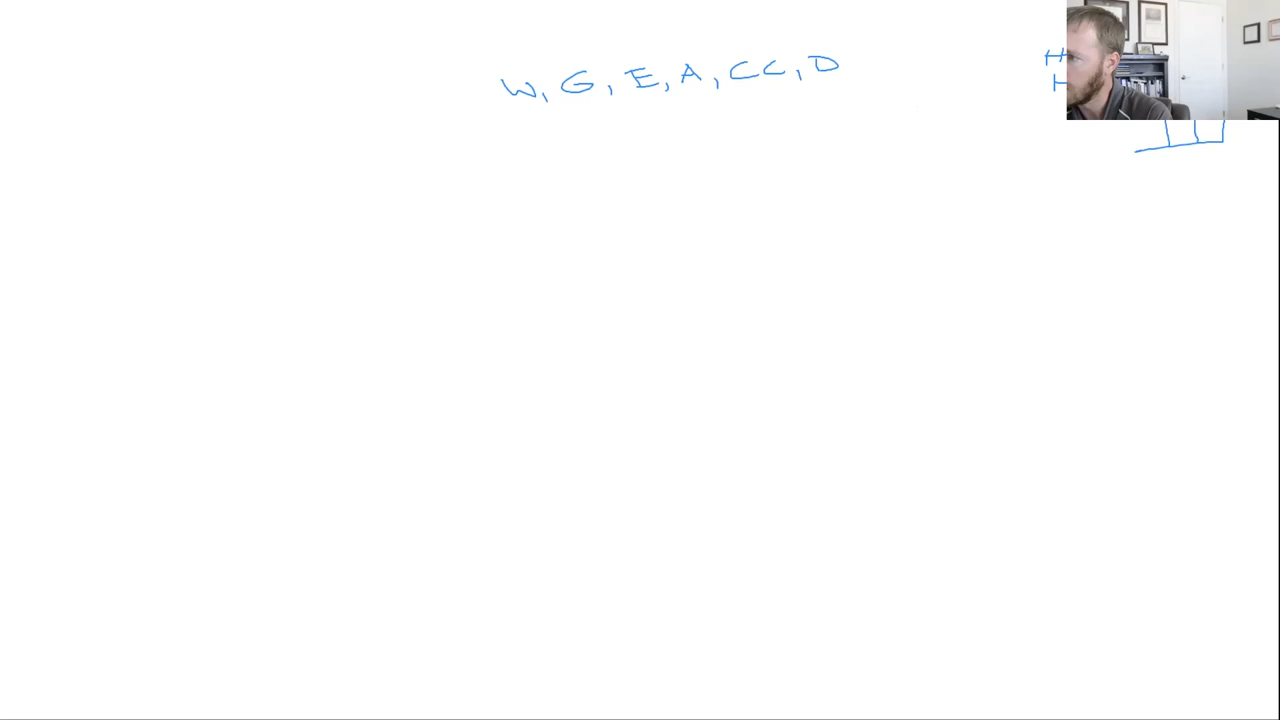 W, G, E, A, CC, D